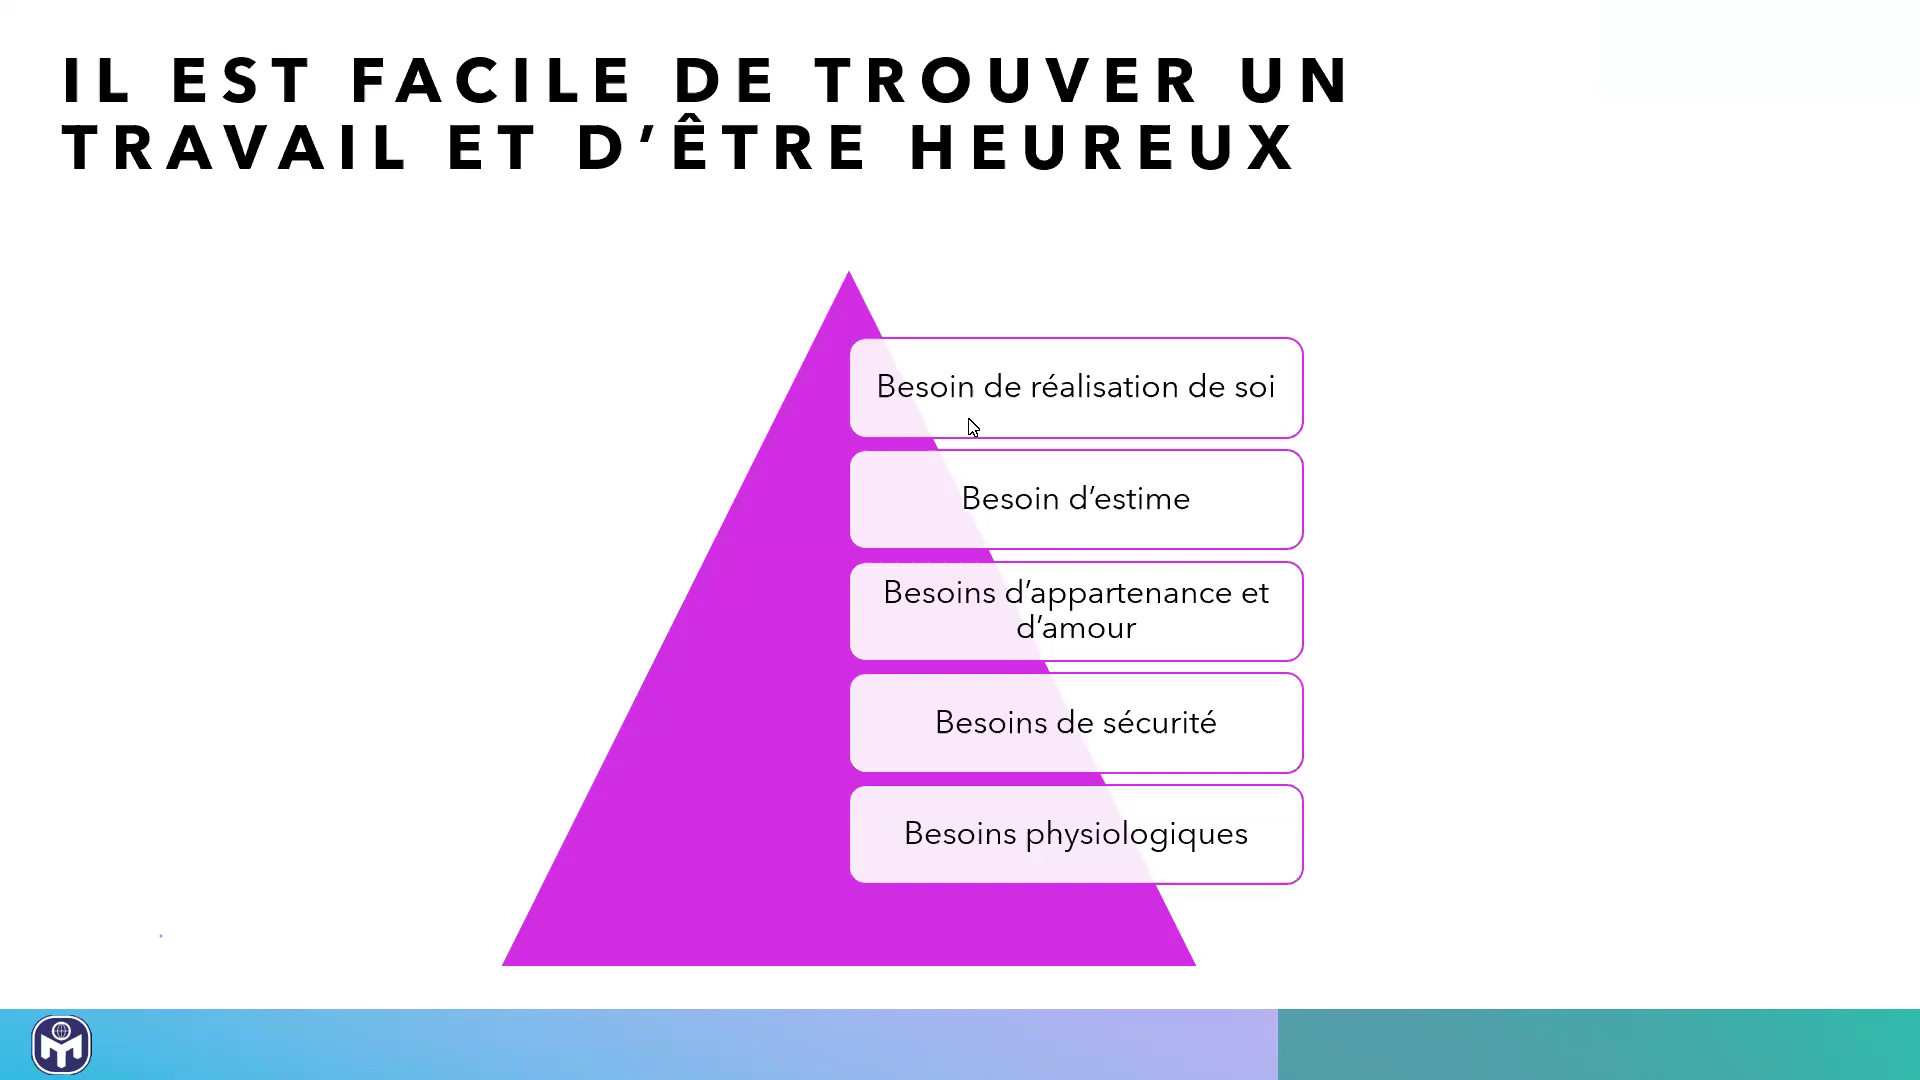 IL EST FACILE DE TROUVER UN
TRAVAIL ET D’ÊTRE HEUREUX
Besoin de réalisation de soi
Besoin d’estime
Besoins d’appartenance et
d’amour
Besoins de sécurité
Besoins physiologiques